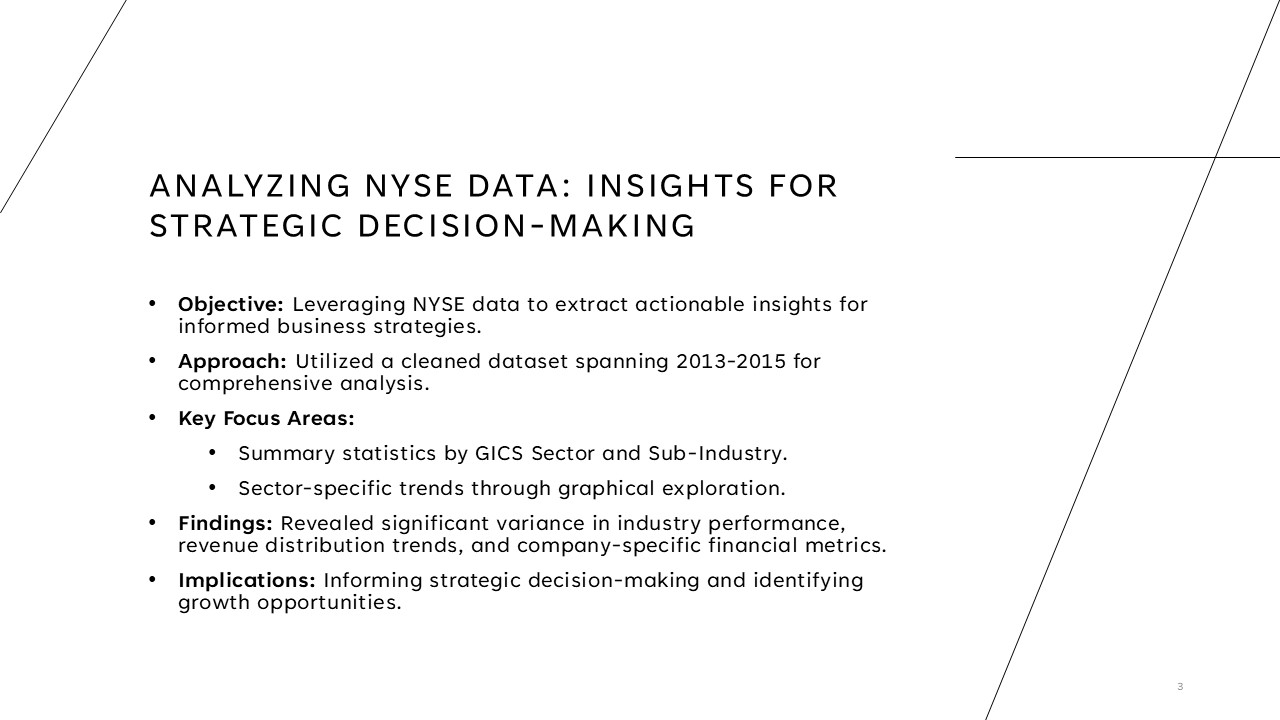 ANALYZING NYSE DATA: INSIGHTS FOR
STRATEGIC DECISION-MAKING
• Objective: Leveraging NYSE data to extract actionable insights for
informed business strategies.
• Approach: Utilized a cleaned dataset spanning 2013-2015 for
comprehensive analysis.
• Key Focus Areas:
• Summary statistics by GICS Sector and Sub-Industry.
• Sector-specific trends through graphical exploration.
• Findings: Revealed significant variance in industry performance,
revenue distribution trends, and company-specific financial metrics.
• Implications: Informing strategic decision-making and identifying
growth opportunities.
3